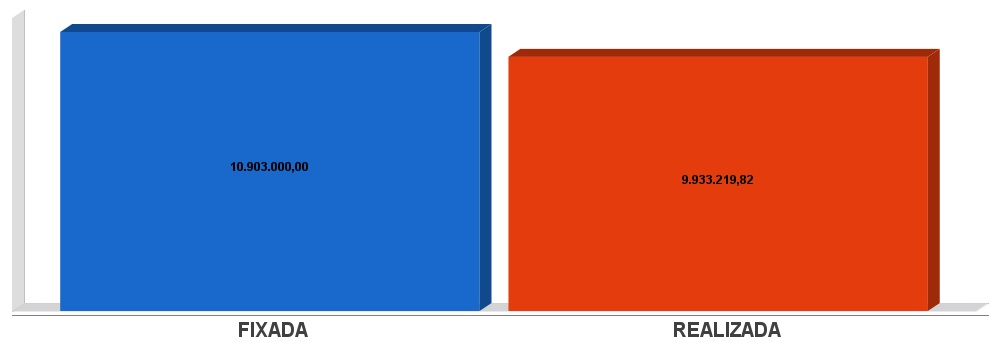 10.903.000,00
9.933.219,82
FIXADA
REALIZADA